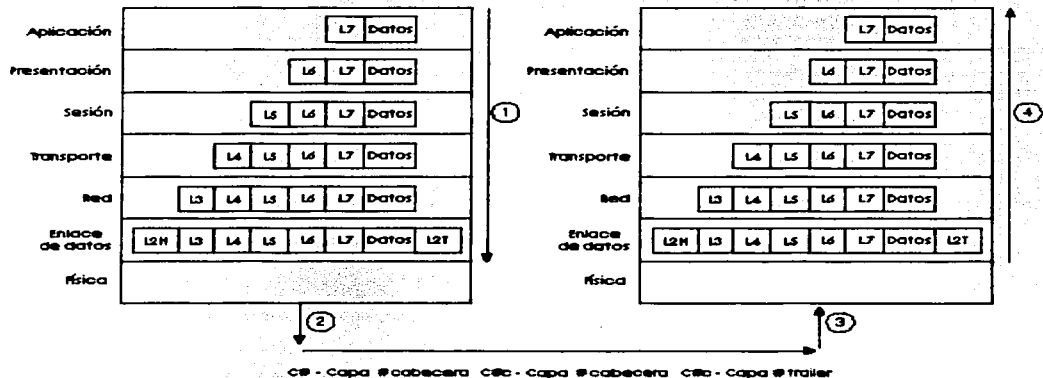 Aplicación L7 Datos
Presentación L6 L7 Datos
Sesión L5 L6 L7 Datos
Transporte L4 L5 L6 L7 Datos
Red L3 L4 L5 L6 L7 Datos
Enlace
de datos L2H L3 L4 L5 L6 L7 Datos L2T
Física
1
2
Aplicación L7 Datos
Presentación L6 L7 Datos
Sesión L5 L6 L7 Datos
Transporte L4 L5 L6 L7 Datos
Red L3 L4 L5 L6 L7 Datos
Enlace
de datos L2H L3 L4 L5 L6 L7 Datos L2T
Física
4
3
C# - Capa # cabecera C#c - Capa # cabecera C#c - Capa # trailer